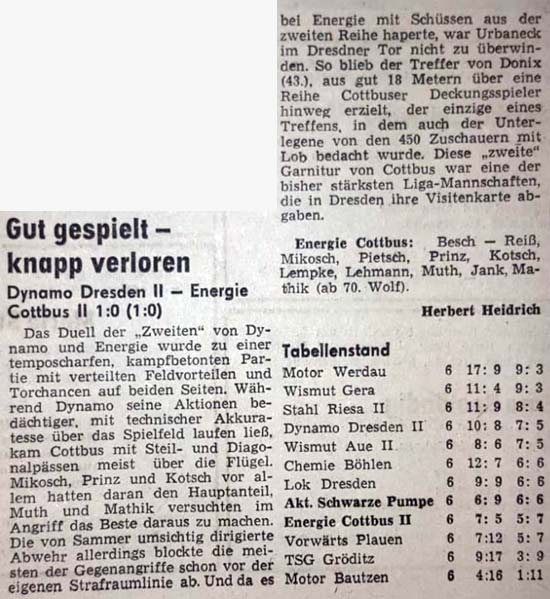 Gut gespielt –
knapp verloren
Dynamo Dresden II – Energie
Cottbus II 1:0 (1:0)
Das Duell der „Zweiten" von Dy-
namo und Energie wurde zu einer
temposcharfen, kampfbetonten Par-
tie mit verteilten Feldvorteilen und
Torchancen auf beiden Seiten. Wäh-
rend Dynamo seine Aktionen be-
dächtiger, mit technischer Akkura-
tesse über das Spielfeld laufen ließ,
kam Cottbus mit Steil- und Diago-
nalpässen meist über die Flügel.
Mikosch, Prinz und Kotsch vor al-
lem hatten daran den Hauptanteil,
Muth und Mathik versuchten im
Angriff das Beste daraus zu machen.
Die von Sammer umsichtig dirigierte
Abwehr allerdings blockte die mei-
sten der Gegenangriffe schon vor der
eigenen Strafraumlinie ab. Und da es
bei Energie mit Schüssen aus der
zweiten Reihe haperte, war Urbaneck
im Dresdner Tor nicht zu überwin-
den. So blieb der Treffer von Donix
(43.), aus gut 18 Metern über eine
Reihe Cottbuser Deckungsspieler
hinweg erzielt, der einzige eines
Treffens, in dem auch der Unter-
legene von den 450 Zuschauern mit
Lob bedacht wurde. Diese „zweite"
Garnitur von Cottbus war eine der
bisher stärksten Liga-Mannschaften,
die in Dresden ihre Visitenkarte ab-
gaben.
Energie Cottbus: Besch – Reiß,
Mikosch, Pietsch, Prinz, Kotsch,
Lempke, Lehmann, Muth, Jank, Ma-
thik (ab 70. Wolf).
Herbert Heidrich
Tabellenstand
Motor Werdau 6 17: 9 9: 3
Wismut Gera 6 11: 4 9: 3
Stahl Riesa II 6 11: 9 8: 4
Dynamo Dresden II 6 10: 8 7: 5
Wismut Aue II 6 8: 6 7: 5
Chemie Böhlen 6 12: 7 6: 6
Lok Dresden 6 9: 9 6: 6
Akt. Schwarze Pumpe 6 6: 9 6: 6
Energie Cottbus II 6 7: 5 5: 7
Vorwärts Plauen 6 7:12 5: 7
TSG Gröditz 6 9:17 3: 9
Motor Bautzen 6 4:16 1:11